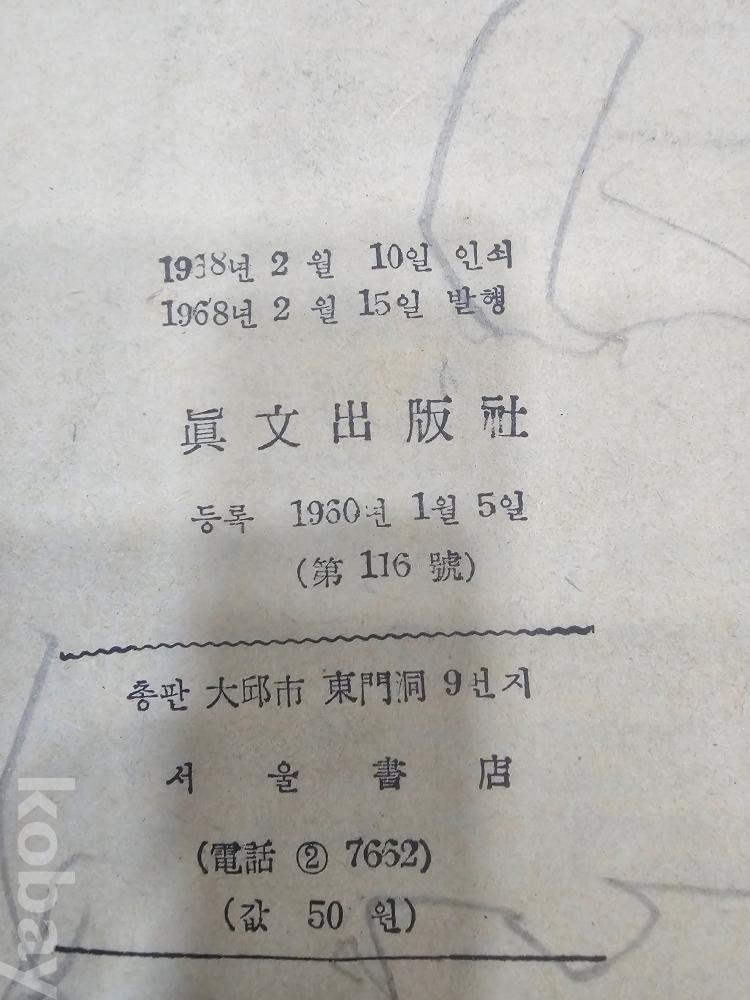 1938년 2 월 10일 인쇄
1968년 2 월 15일 발행
眞文出版社
등록 1960년 1월 5일
(第 116 號)
총판 大邱市 東門洞 9번지
서울書店
(電話 ② 7662)
(값 50 원)
kobay